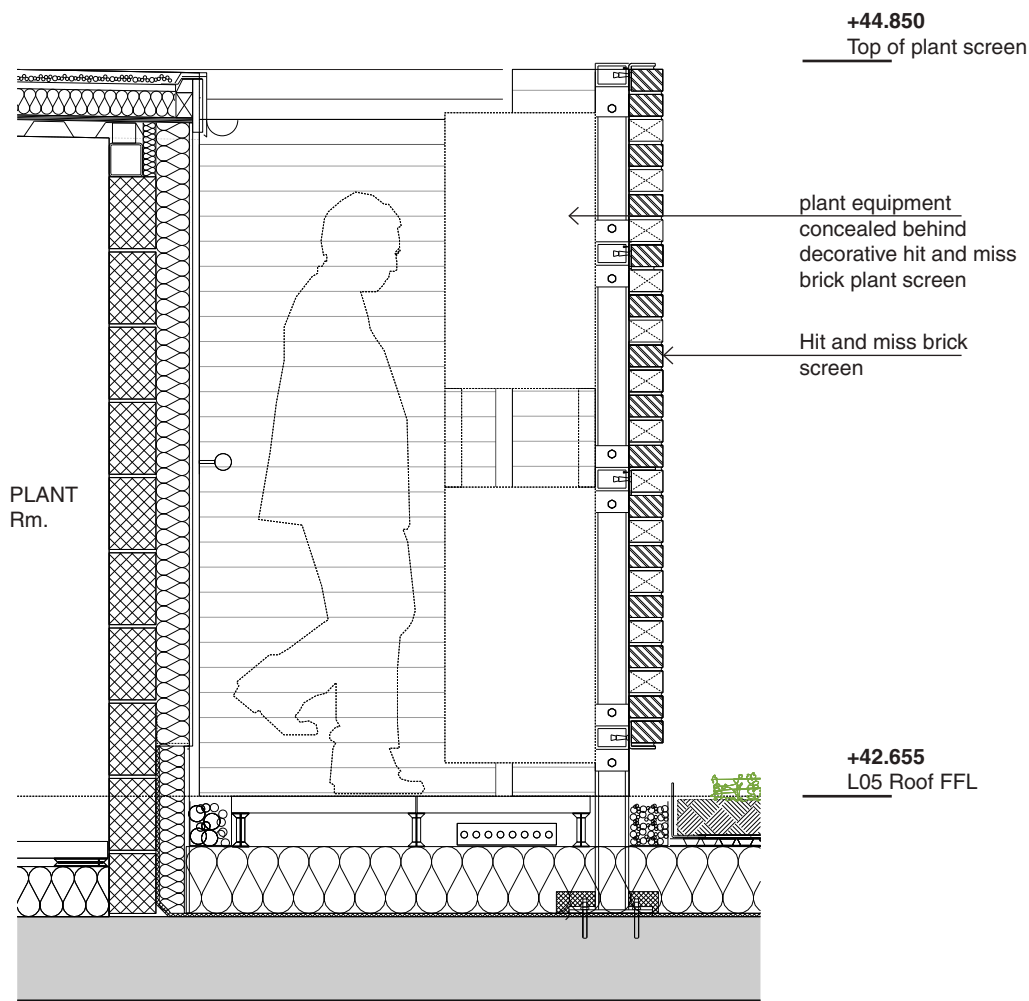 +44.850
Top of plant screen
plant equipment
concealed behind
decorative hit and miss
brick plant screen
Hit and miss brick
screen
PLANT
Rm.
+42.655
L05 Roof FFL